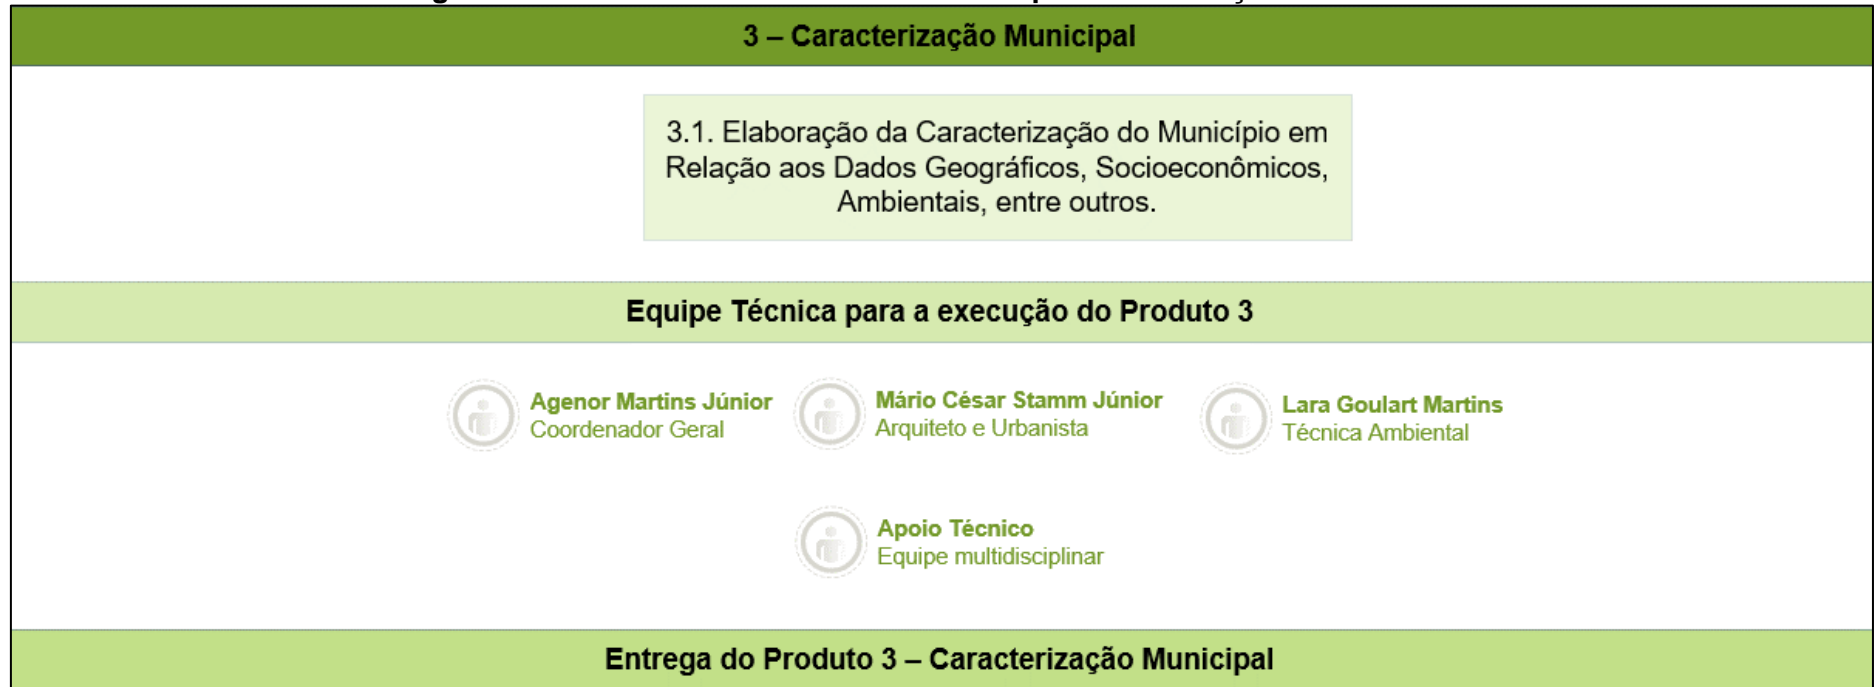 3 – Caracterização Municipal
3.1. Elaboração da Caracterização do Município em
Relação aos Dados Geográficos, Socioeconômicos,
Ambientais, entre outros.
Equipe Técnica para a execução do Produto 3
Agenor Martins Júnior
Coordenador Geral
Mário César Stamm Júnior
Arquiteto e Urbanista
Lara Goulart Martins
Técnica Ambiental
Apoio Técnico
Equipe multidisciplinar
Entrega do Produto 3 – Caracterização Municipal